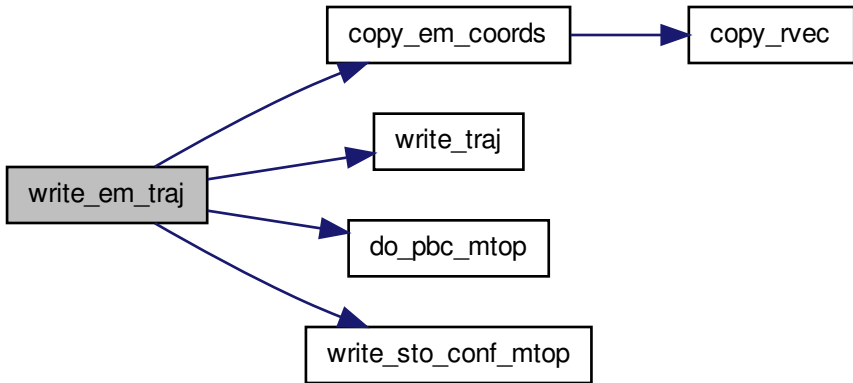 copy_em_coords
copy_rvec
write_traj
write_em_traj
do_pbc_mtop
write_sto_conf_mtop